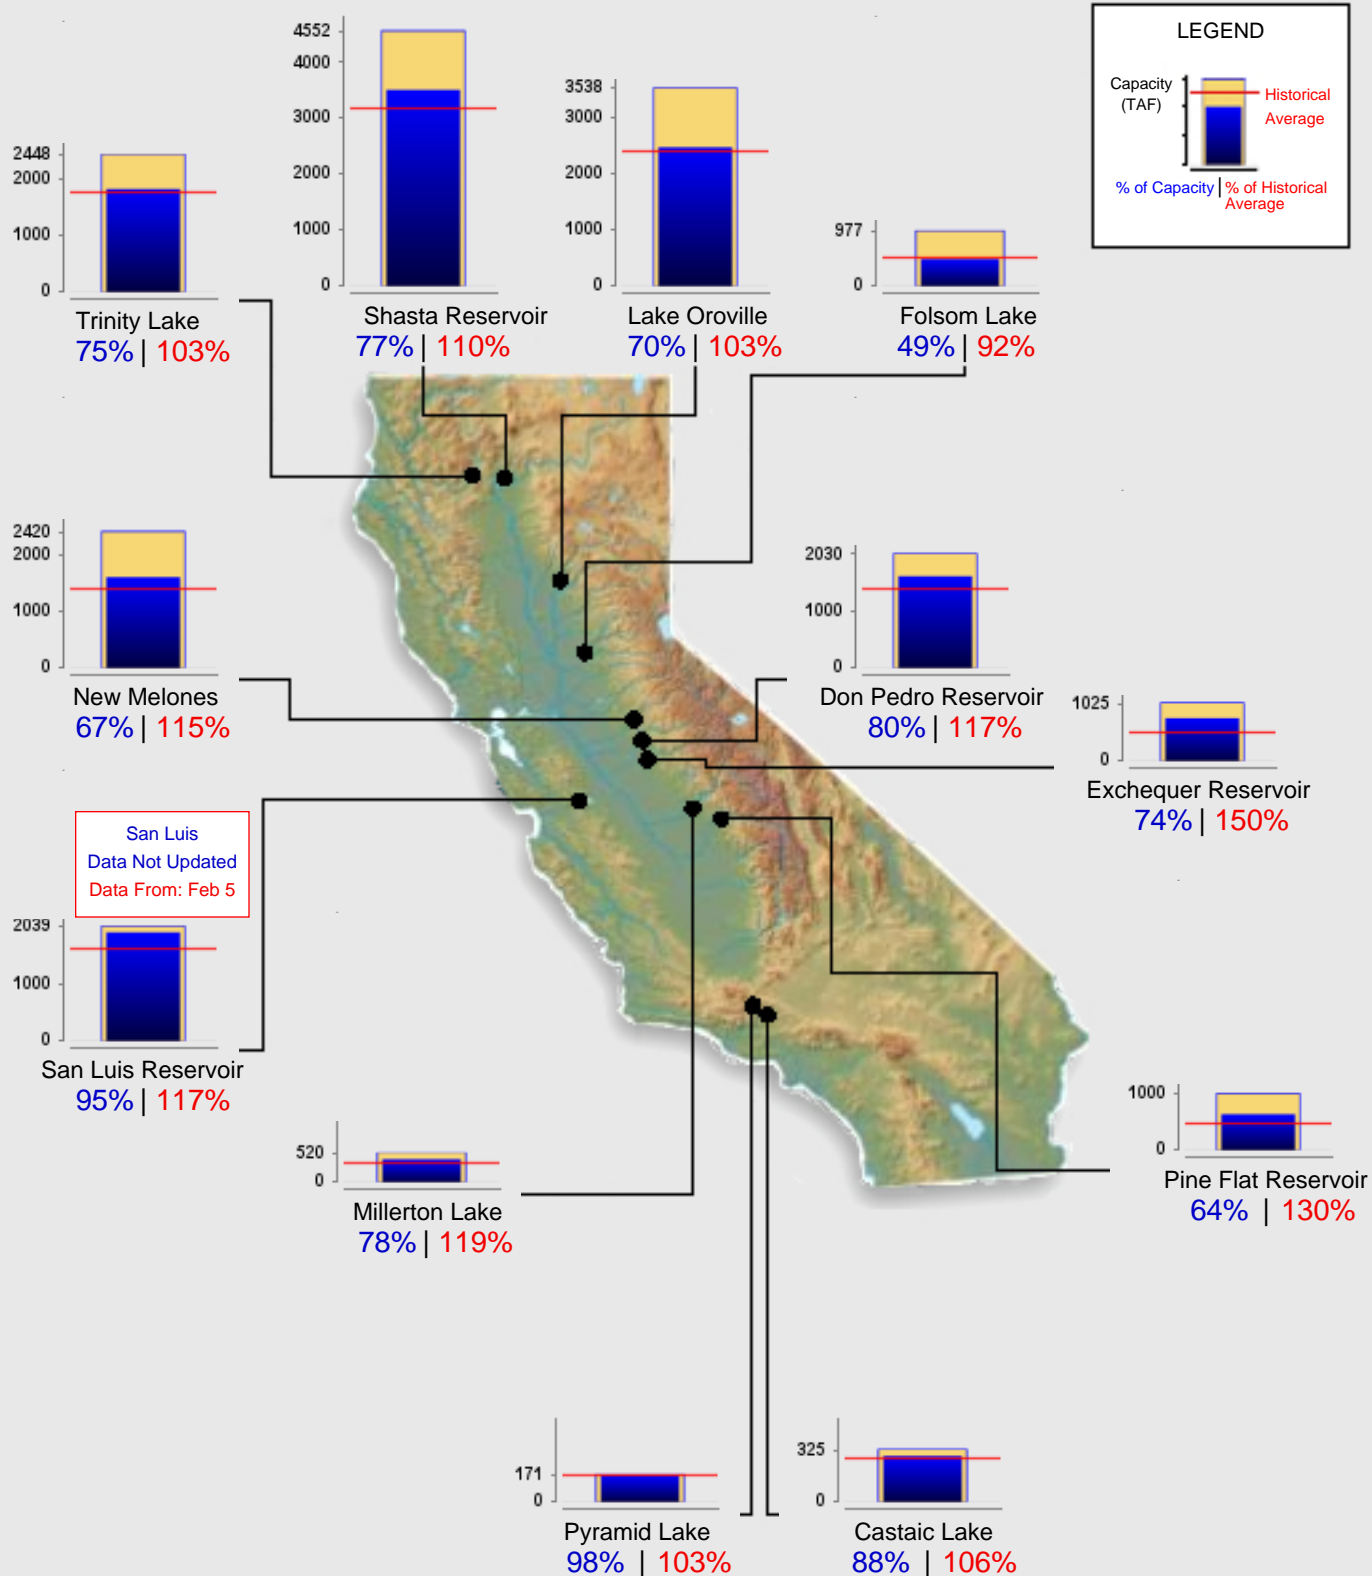 LEGEND
Capacity
(TAF)
Historical
Average
% of Capacity | % of Historical
Average
4552
4000
3000
2000
1000
0
Shasta Reservoir
77% | 110%
3538
3000
2000
1000
0
Lake Oroville
70% | 103%
2448
2000
1000
0
Trinity Lake
75% | 103%
977
0
Folsom Lake
49% | 92%
2420
2000
1000
0
New Melones
67% | 115%
2030
1000
0
Don Pedro Reservoir
80% | 117%
1025
0
Exchequer Reservoir
74% | 150%
San Luis
Data Not Updated
Data From: Feb 5
2039
1000
0
San Luis Reservoir
95% | 117%
520
0
Millerton Lake
78% | 119%
1000
0
Pine Flat Reservoir
64% | 130%
171
0
Pyramid Lake
98% | 103%
325
0
Castaic Lake
88% | 106%